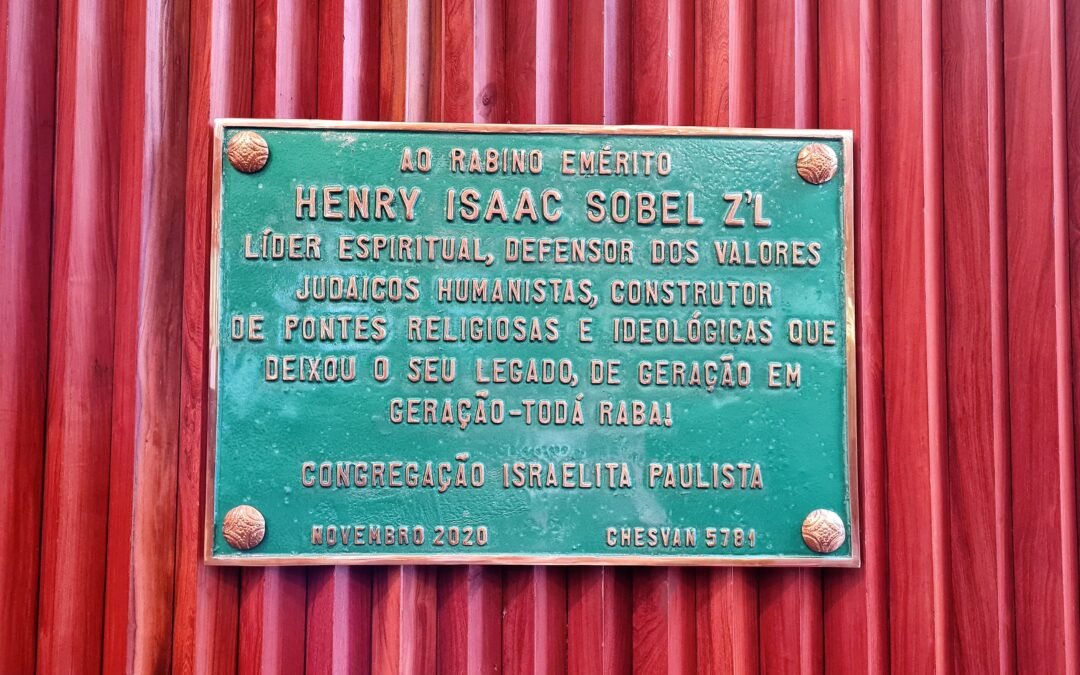 AO RABINO EMÉRITO
HENRY ISAAC SOBEL Z'L
LÍDER ESPIRITUAL, DEFENSOR DOS VALORES
JUDAICOS HUMANISTAS, CONSTRUTOR
DE PONTES RELIGIOSAS E IDEOLÓGICAS QUE
DEIXOU O SEU LEGADO, DE GERAÇÃO EM
GERAÇÃO-TODÁ RABA!
CONGREGAÇÃO ISRAELITA PAULISTA
NOVEMBRO 2020 CHESVAN 5781